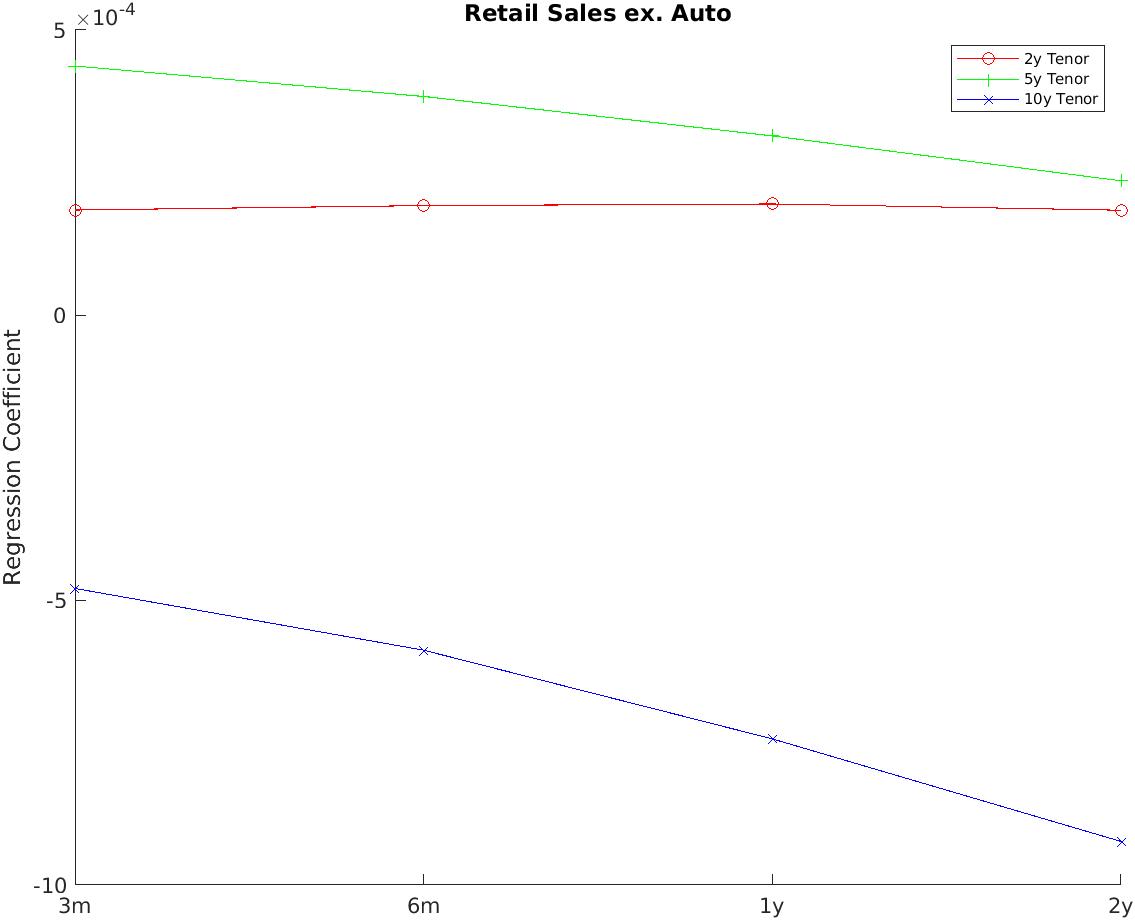 Retail Sales ex. Auto
×10-4
5
0
-5
-10
Regression Coefficient
2y Tenor
5y Tenor
10y Tenor
3m 6m 1y 2y